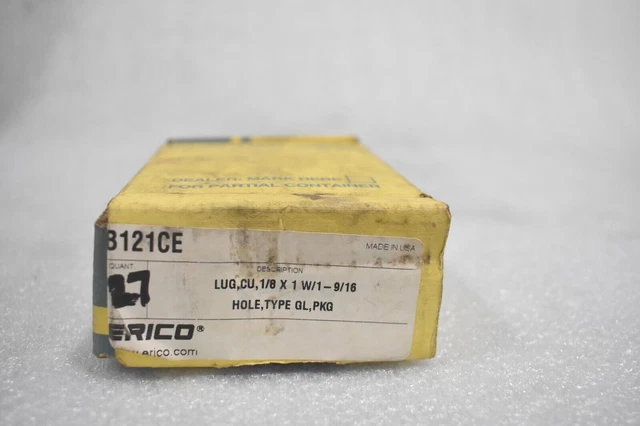 DEALER: MARK HERE
FOR PARTIAL CONTAINER
B121CE
MADE IN USA
QUANT
DESCRIPTION
27
LUG,CU,1/8 X 1 W/1-9/16
HOLE,TYPE GL,PKG
ERICO®
.erico.com